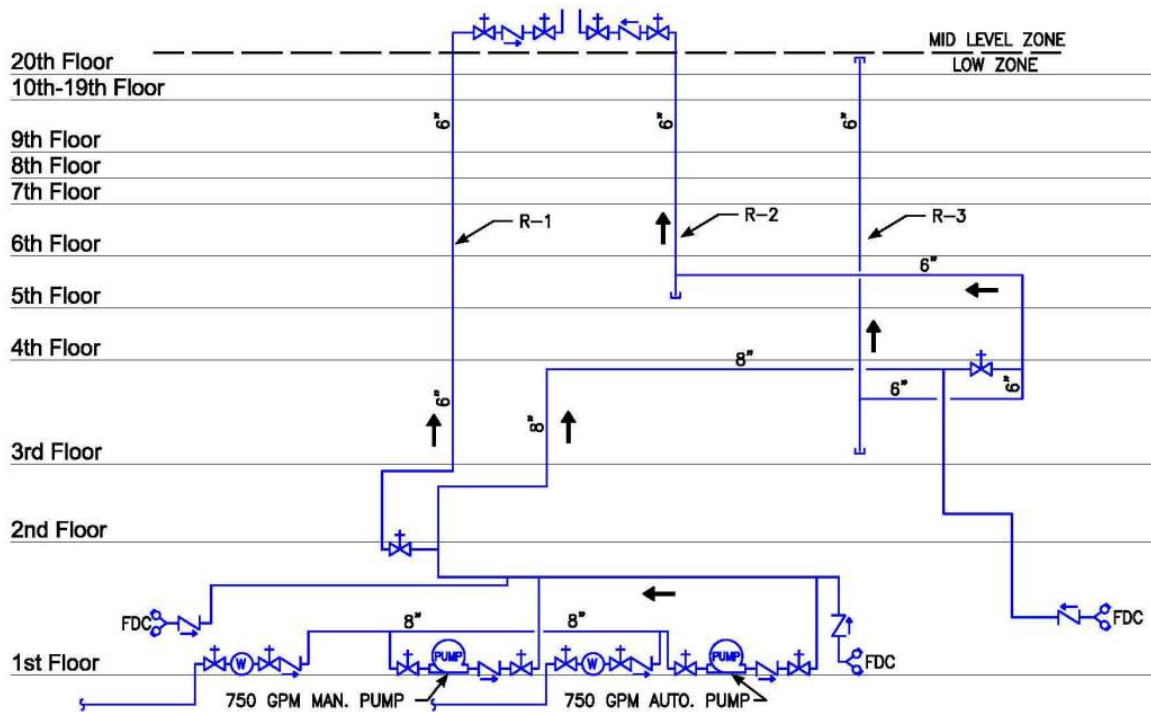 MID LEVEL ZONE
20th Floor
LOW ZONE
10th-19th Floor
6"
6"
6"
9th Floor
8th Floor
7th Floor
R-1
R-2
R-3
6th Floor
6"
5th Floor
4th Floor
8"
6"
6"
6"
8"
3rd Floor
2nd Floor
FDC
8"
8"
FDC
1st Floor
W
PUMP
W
PUMP
FDC
750 GPM MAN. PUMP
750 GPM AUTO. PUMP